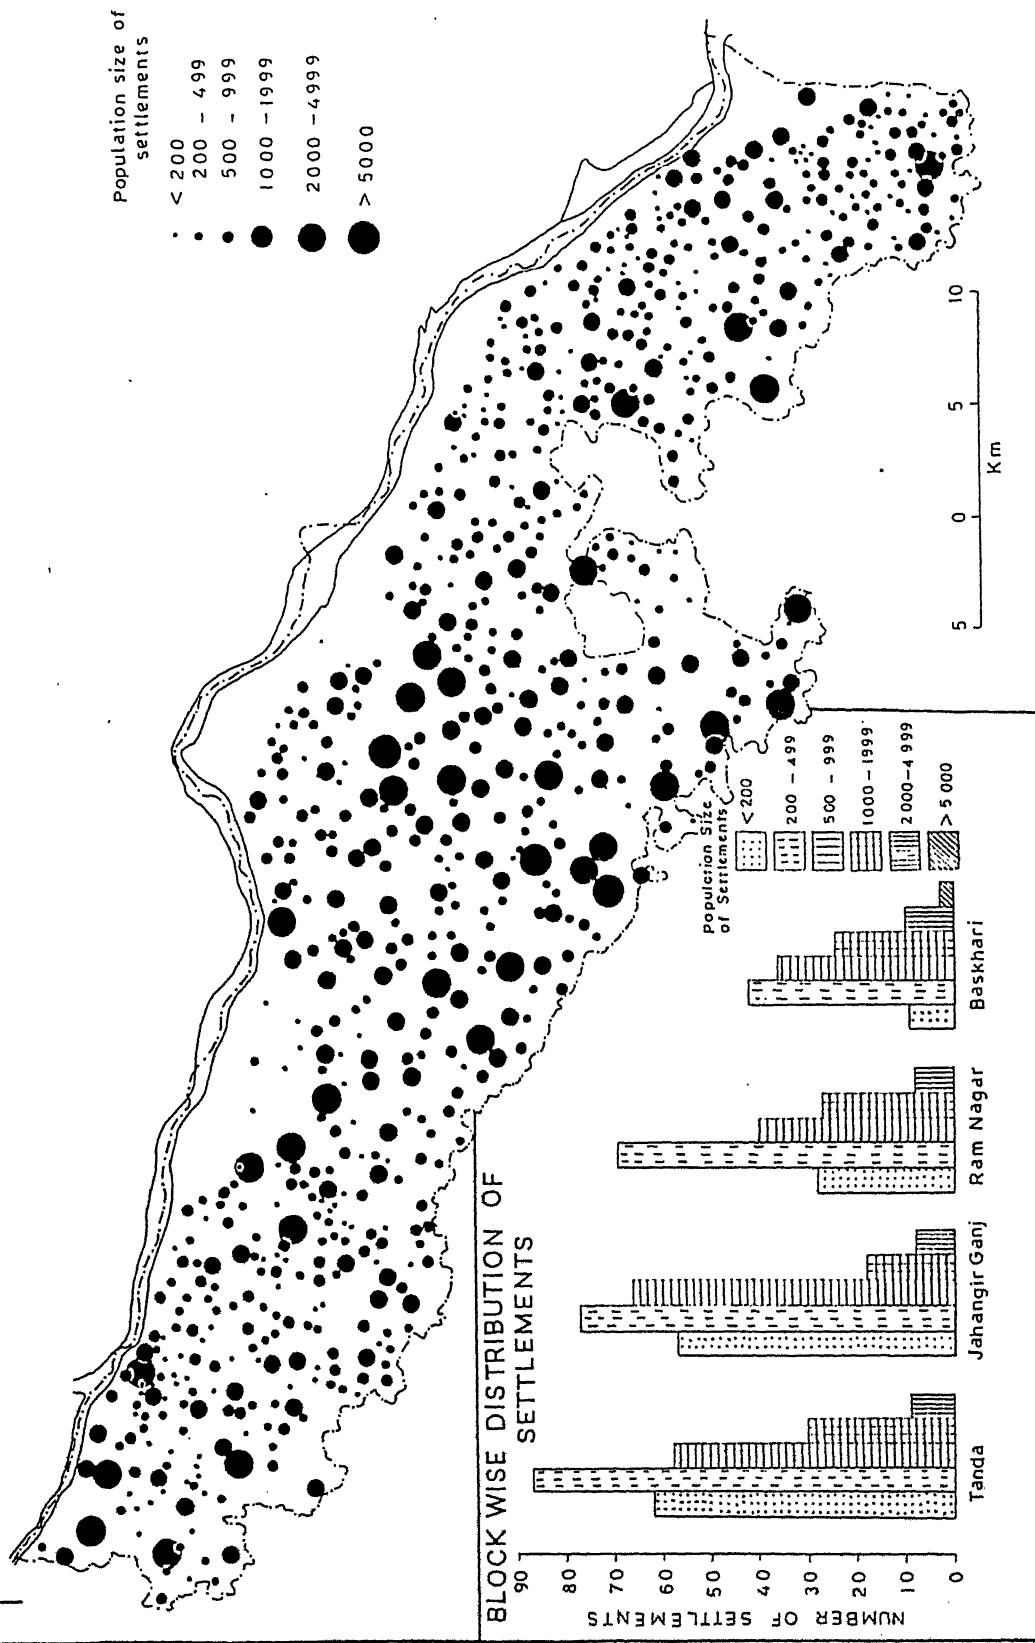 Population size of
settlements
< 200
200 - 499
500 - 999
1000 - 1999
2000 - 4999
> 5000
5
0
5
10
Km
BLOCK WISE DISTRIBUTION OF
SETTLEMENTS
NUMBER OF SETTLEMENTS
90
80
70
60
50
40
30
20
10
0
Tanda
Jahangir Ganj
Ram Nagar
Baskhari
Population Size
of Settlements
< 200
200 - 499
500 - 999
1000 - 1999
2000 - 4999
> 5000